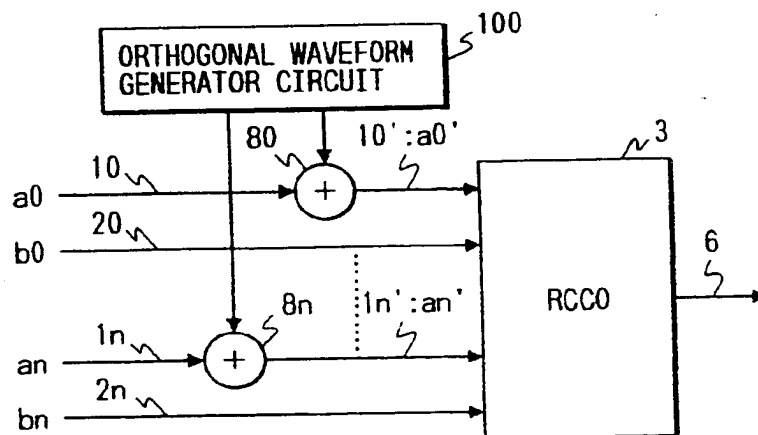 100
ORTHOGONAL WAVEFORM
GENERATOR CIRCUIT
80
10':a0'
3
10
a0
+
20
b0
6
RCCO
8n
1n':an'
1n
an
+
2n
bn